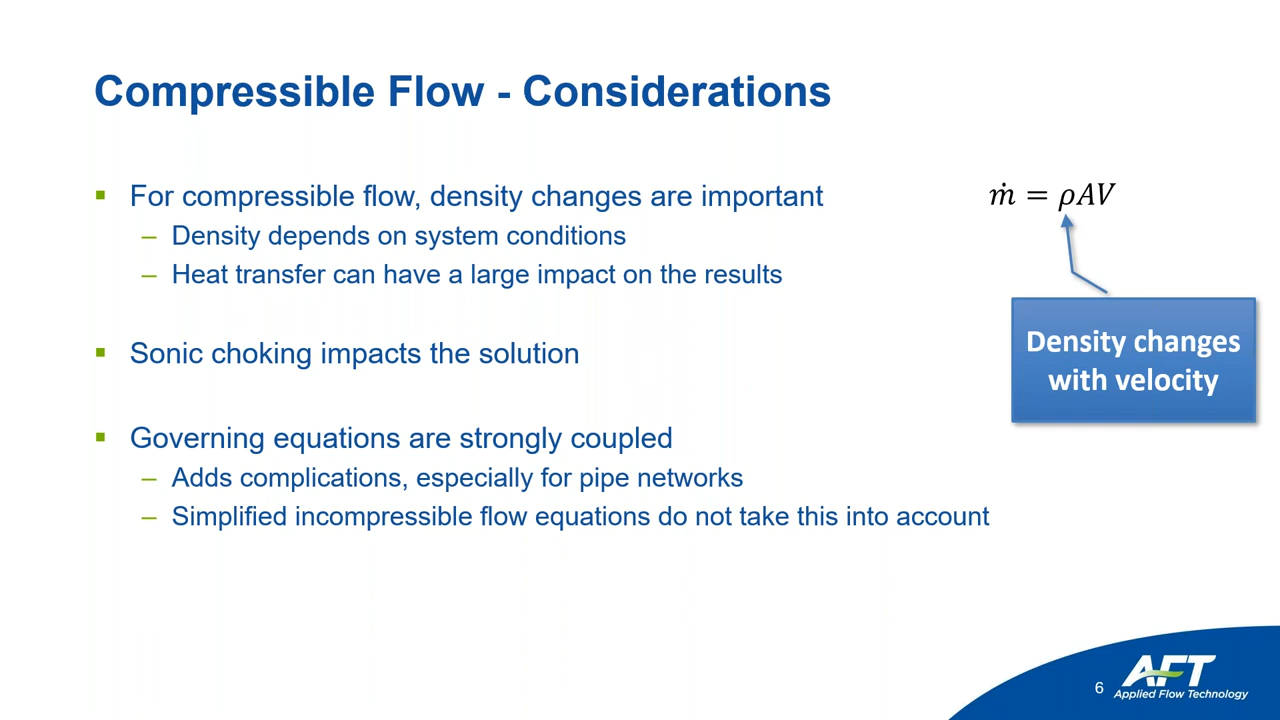 Compressible Flow - Considerations
▪ For compressible flow, density changes are important
– Density depends on system conditions
– Heat transfer can have a large impact on the results
▪ Sonic choking impacts the solution
▪ Governing equations are strongly coupled
– Adds complications, especially for pipe networks
– Simplified incompressible flow equations do not take this into account
ṁ = ρAV
Density changes
with velocity
6
AFT
Applied Flow Technology